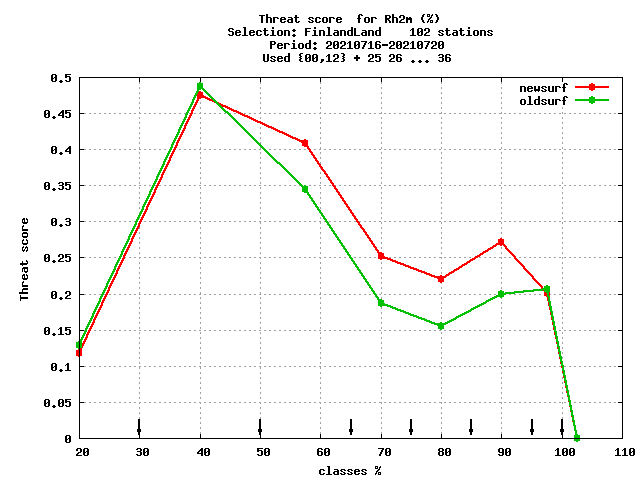 Threat score  for Rh2m (%)
Selection: FinlandLand    102 stations
Period: 20210716-20210720
Used {00,12} + 25 26 ... 36
newsurf
oldsurf
0.5
0.45
0.4
0.35
0.3
0.25
0.2
0.15
0.1
0.05
0
Threat score
20 30 40 50 60 70 80 90 100 110
classes %